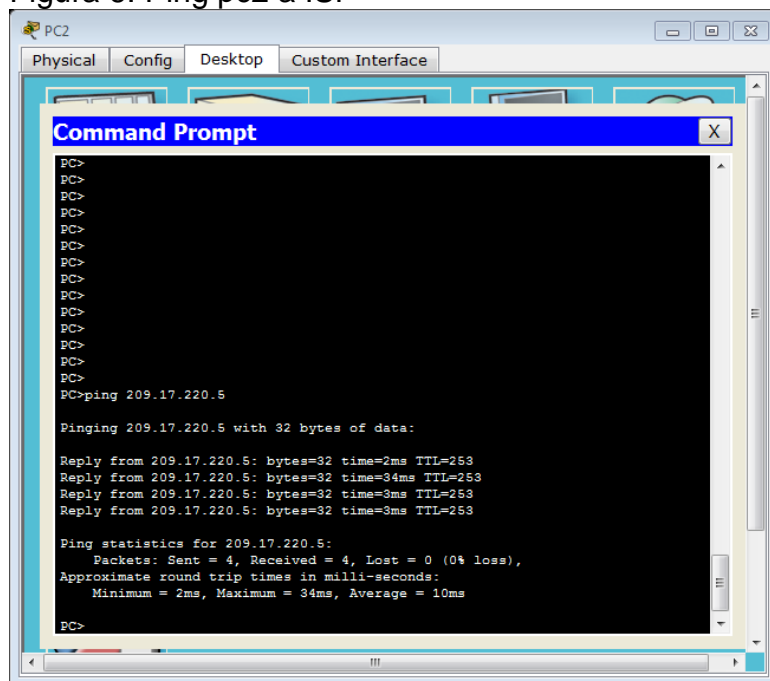 Figura 6. Ping pc2 a ISP
PC2
Physical Config Desktop Custom Interface
Command Prompt
X
PC>
PC>
PC>
PC>
PC>
PC>
PC>
PC>
PC>
PC>
PC>
PC>
PC>
PC>
PC>ping 209.17.220.5
Pinging 209.17.220.5 with 32 bytes of data:
Reply from 209.17.220.5: bytes=32 time=2ms TTL=253
Reply from 209.17.220.5: bytes=32 time=34ms TTL=253
Reply from 209.17.220.5: bytes=32 time=3ms TTL=253
Reply from 209.17.220.5: bytes=32 time=3ms TTL=253
Ping statistics for 209.17.220.5:
Packets: Sent = 4, Received = 4, Lost = 0 (0% loss),
Approximate round trip times in milli-seconds:
Minimum = 2ms, Maximum = 34ms, Average = 10ms
PC>